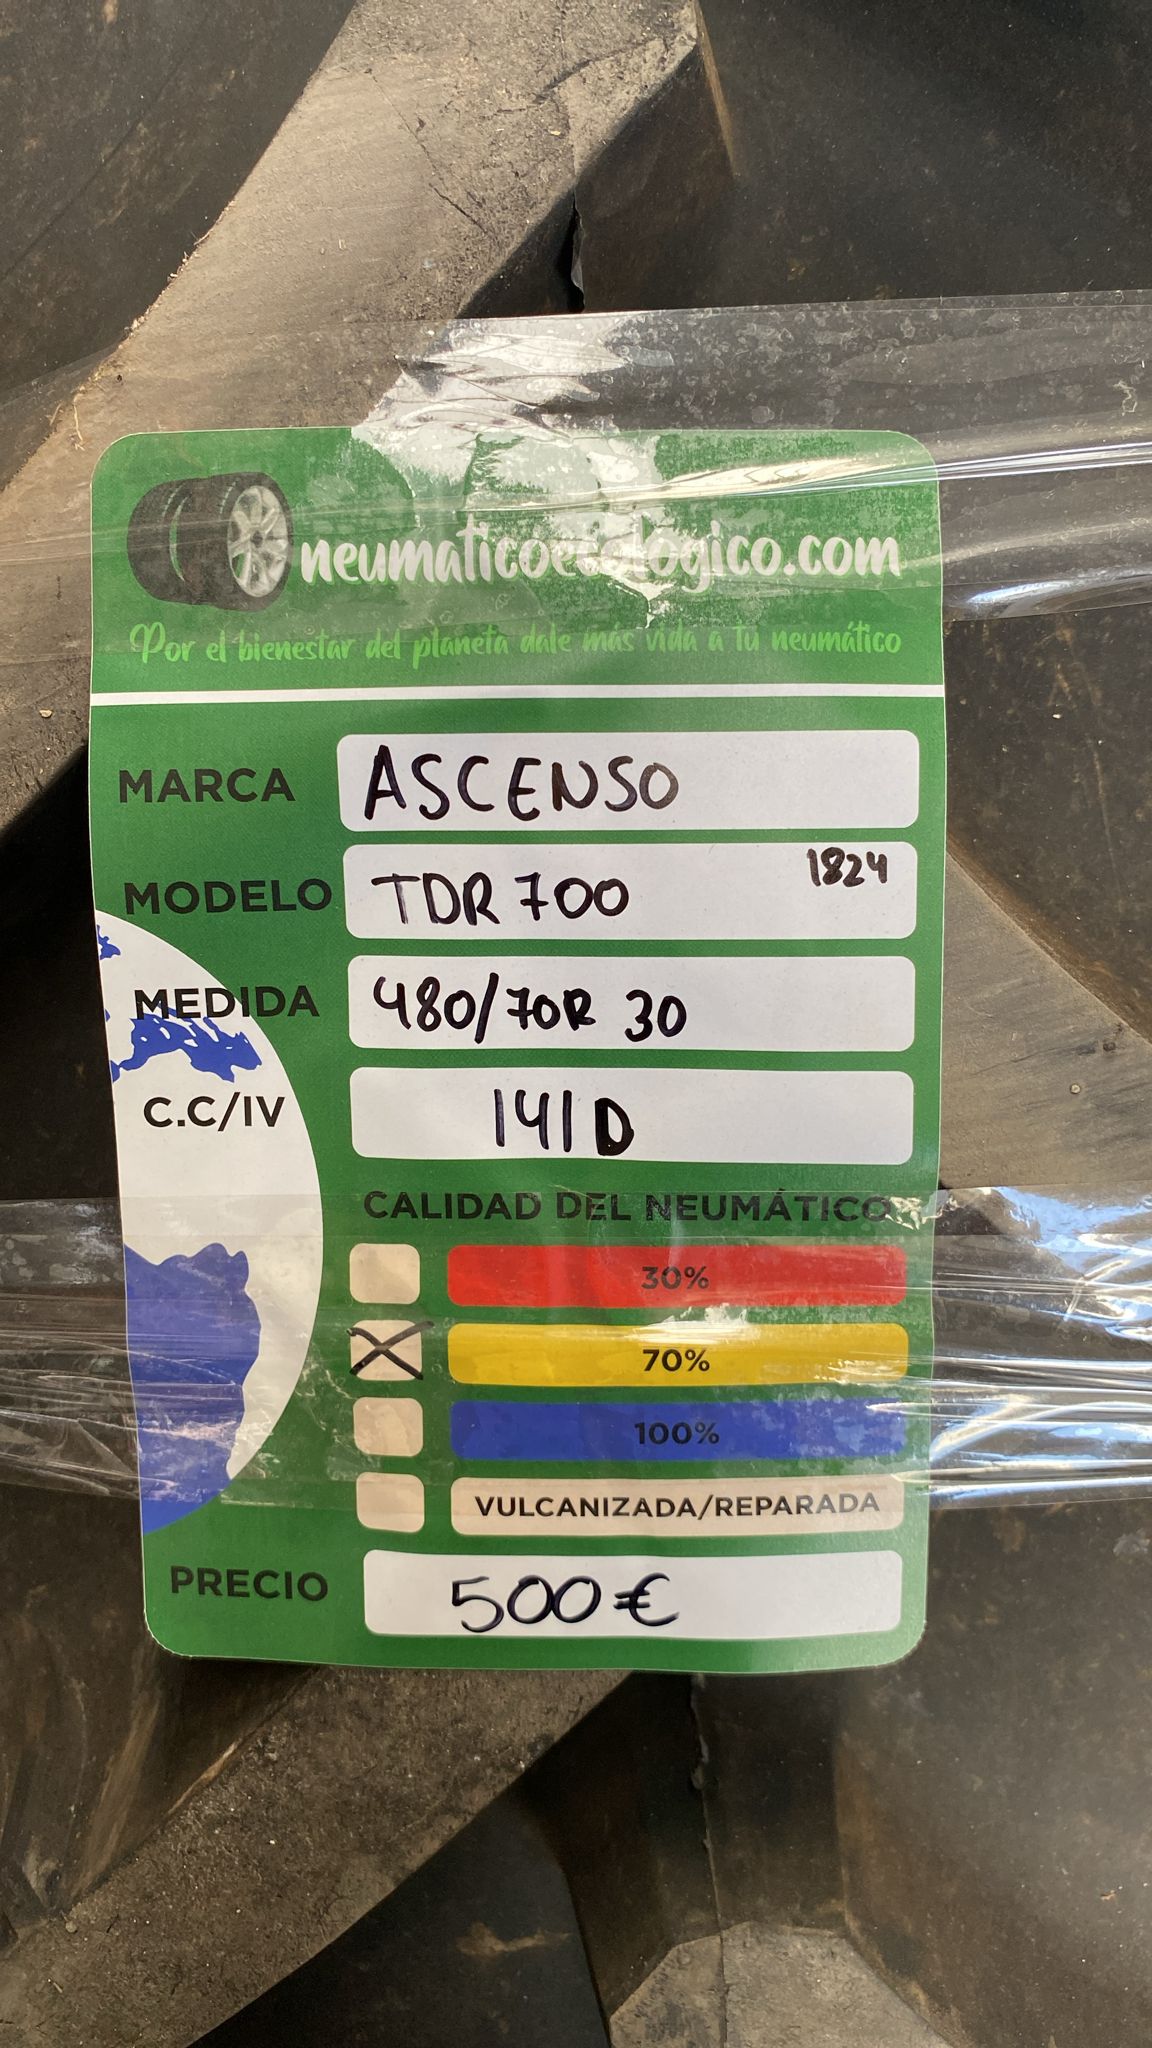 neumaticoecologico.com
Por el bienestar del planeta dale más vida a tu neumático
MARCA ASCENSO
MODELO TDR 700 1824
MEDIDA 480/70R 30
C.C/IV 141D
CALIDAD DEL NEUMÁTICO
30%
70%
100%
VULCANIZADA/REPARADA
PRECIO 500€